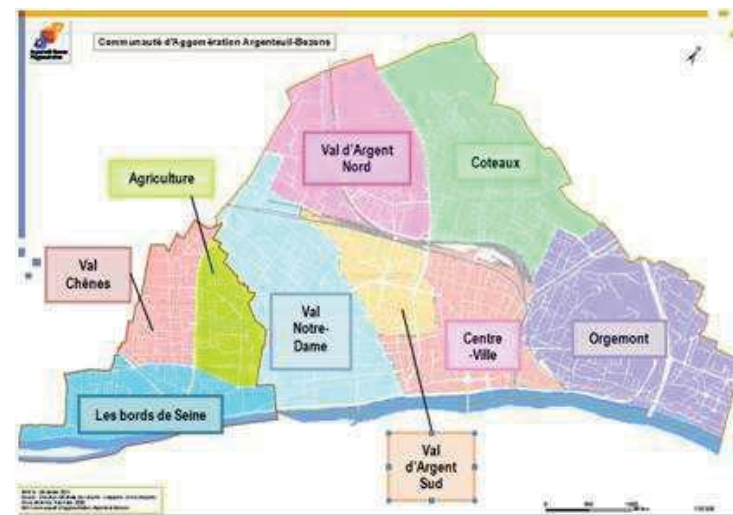 Communauté d'Agglomération Argenteuil-Bezons
Val d'Argent
Nord
Coteaux
Agriculture
Val
Chênes
Val
Notre-
Dame
Centre
-Ville
Orgemont
Les bords de Seine
Val
d'Argent
Sud